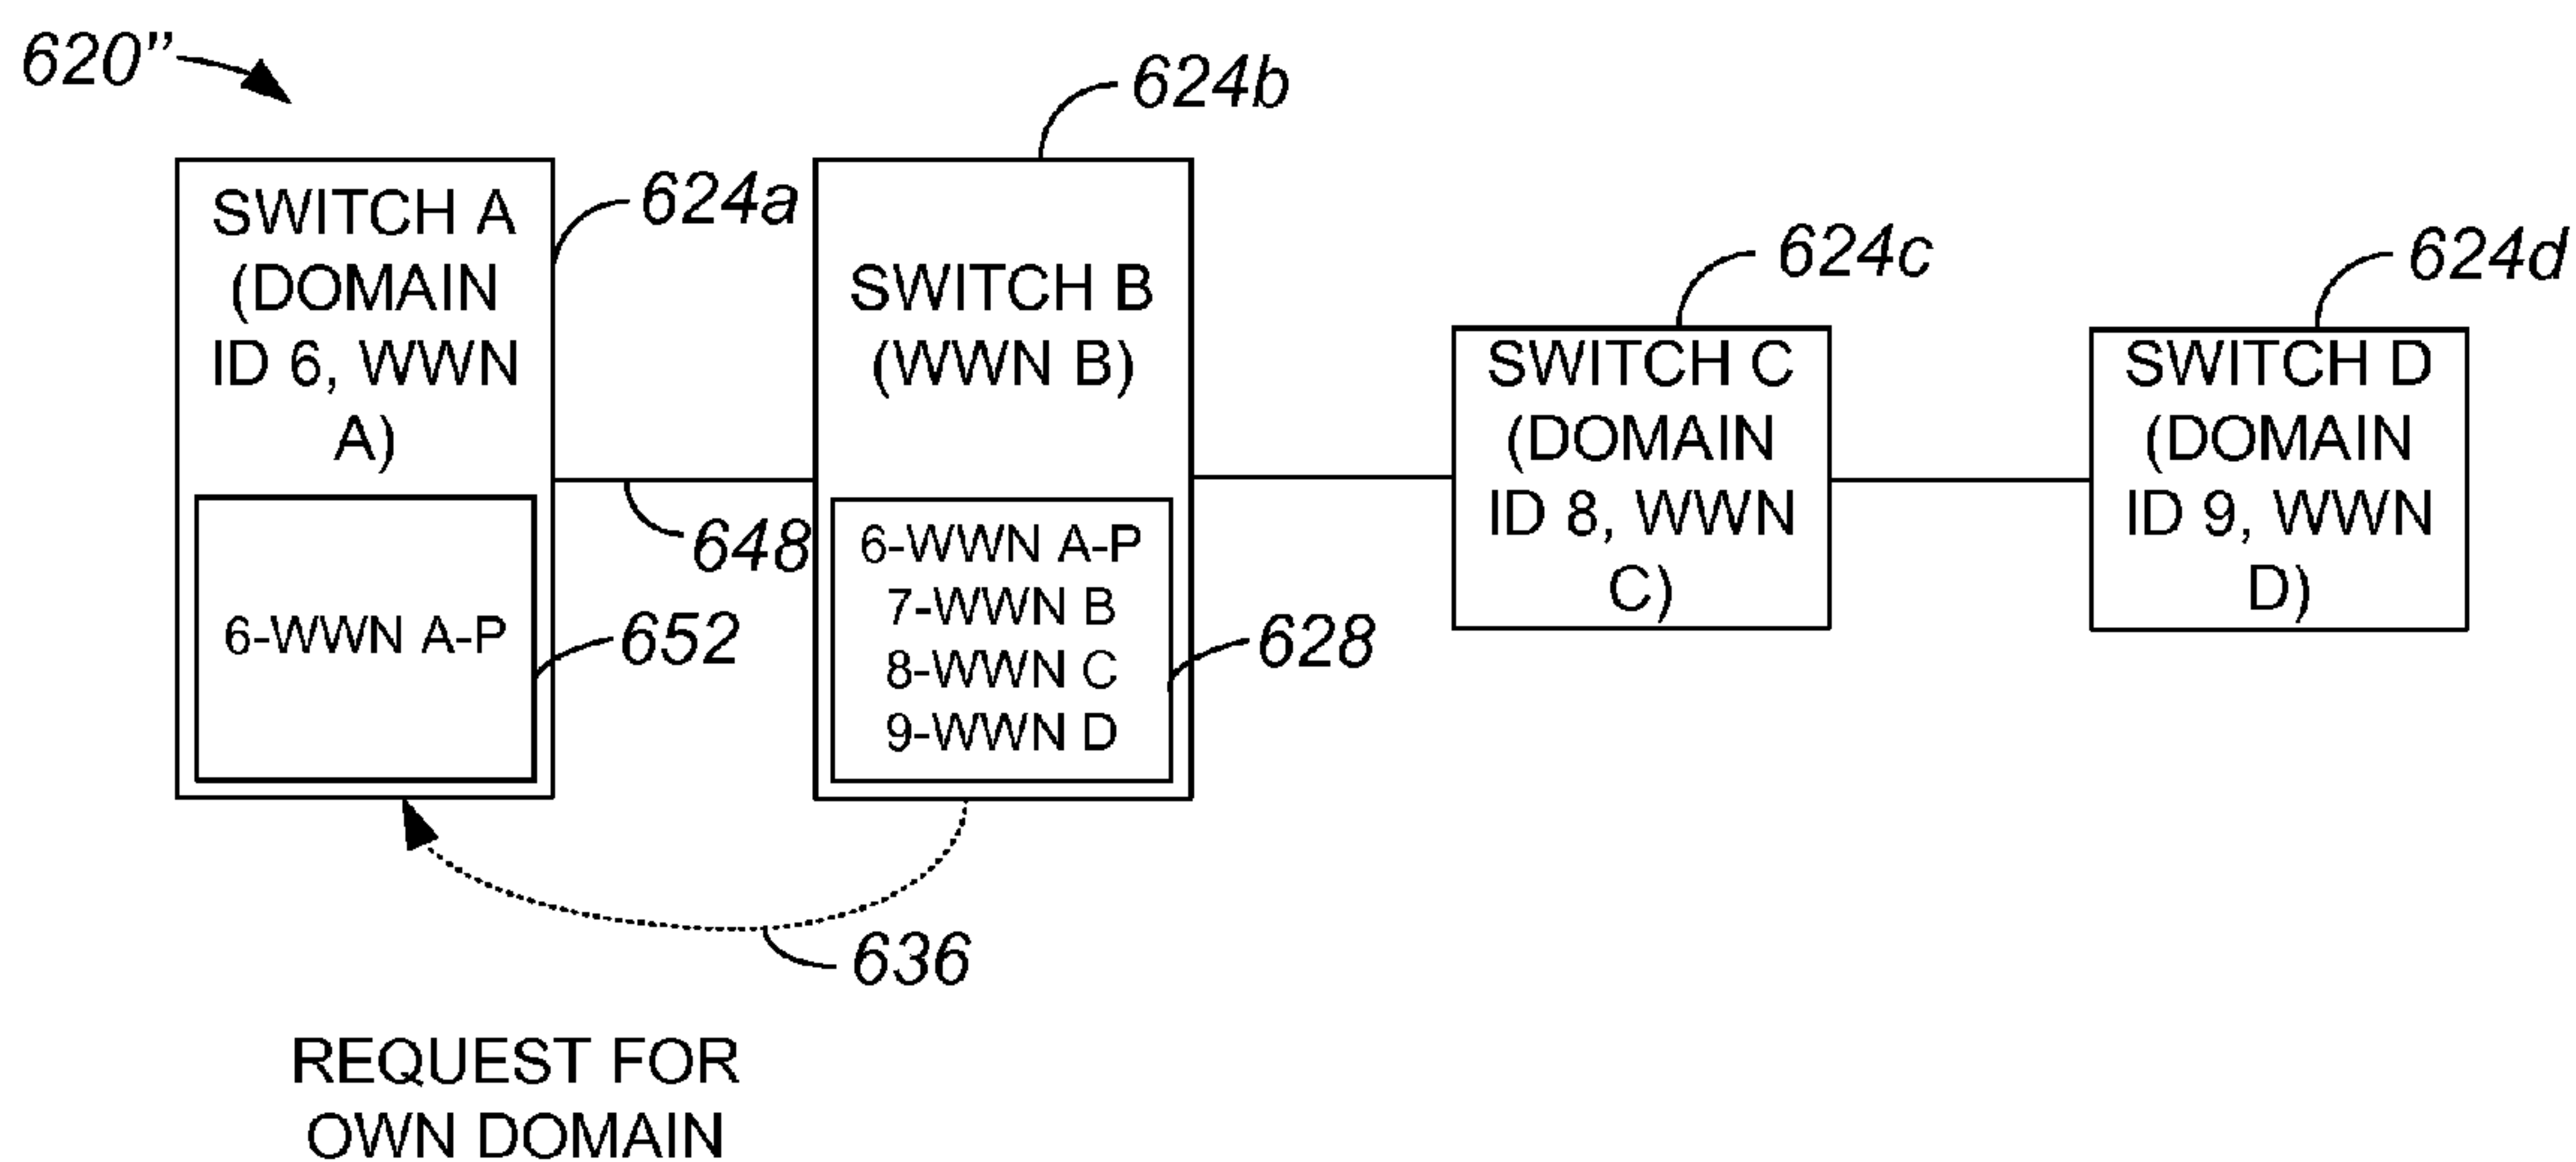 620’’
624b
624a
624c
624d
SWITCH A
(DOMAIN
ID 6, WWN
A)
6-WWN A-P
652
648
SWITCH B
(WWN B)
6-WWN A-P
7-WWN B
8-WWN C
9-WWN D
628
SWITCH C
(DOMAIN
ID 8, WWN
C)
SWITCH D
(DOMAIN
ID 9, WWN
D)
636
REQUEST FOR
OWN DOMAIN